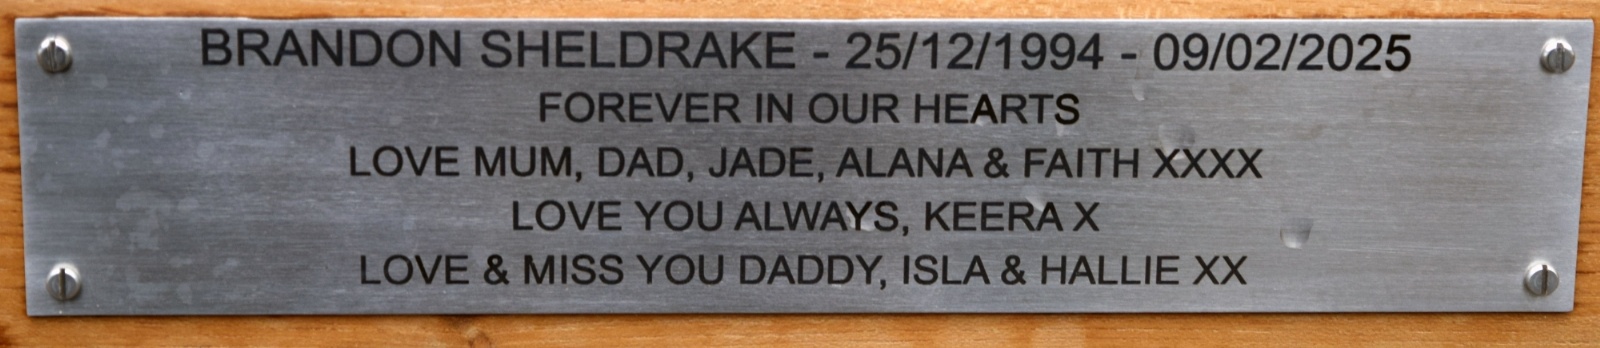 BRANDON SHELDRAKE - 25/12/1994 - 09/02/2025
FOREVER IN OUR HEARTS
LOVE MUM, DAD, JADE, ALANA & FAITH XXXX
LOVE YOU ALWAYS, KEERA X
LOVE & MISS YOU DADDY, ISLA & HALLIE XX